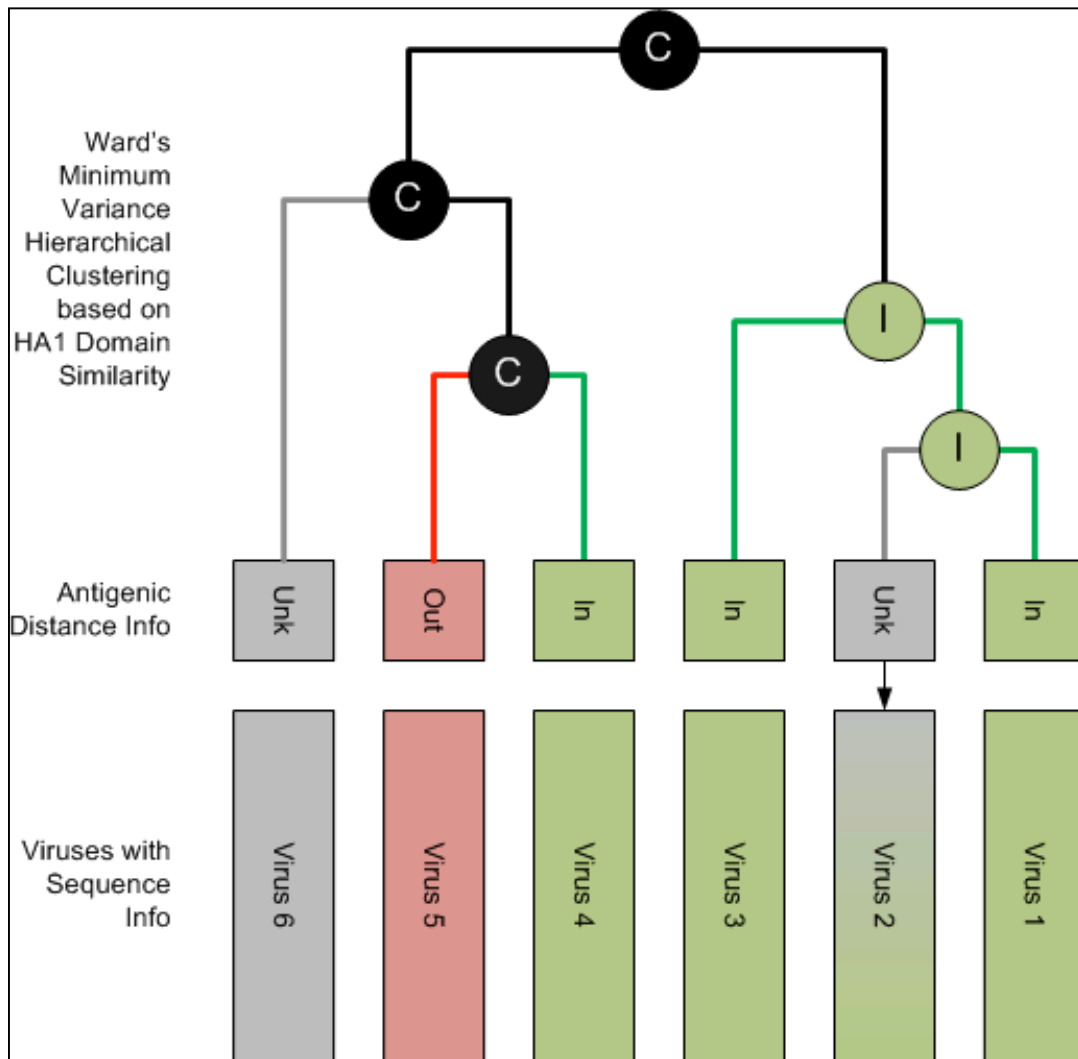 C
Ward's
Minimum
Variance
Hierarchical
Clustering
based on
HA1 Domain
Similarity
C
I
C
I
Antigenic
Distance Info
Unk
Out
In
In
Unk
In
Viruses with
Sequence
Info
Virus 6
Virus 5
Virus 4
Virus 3
Virus 2
Virus 1